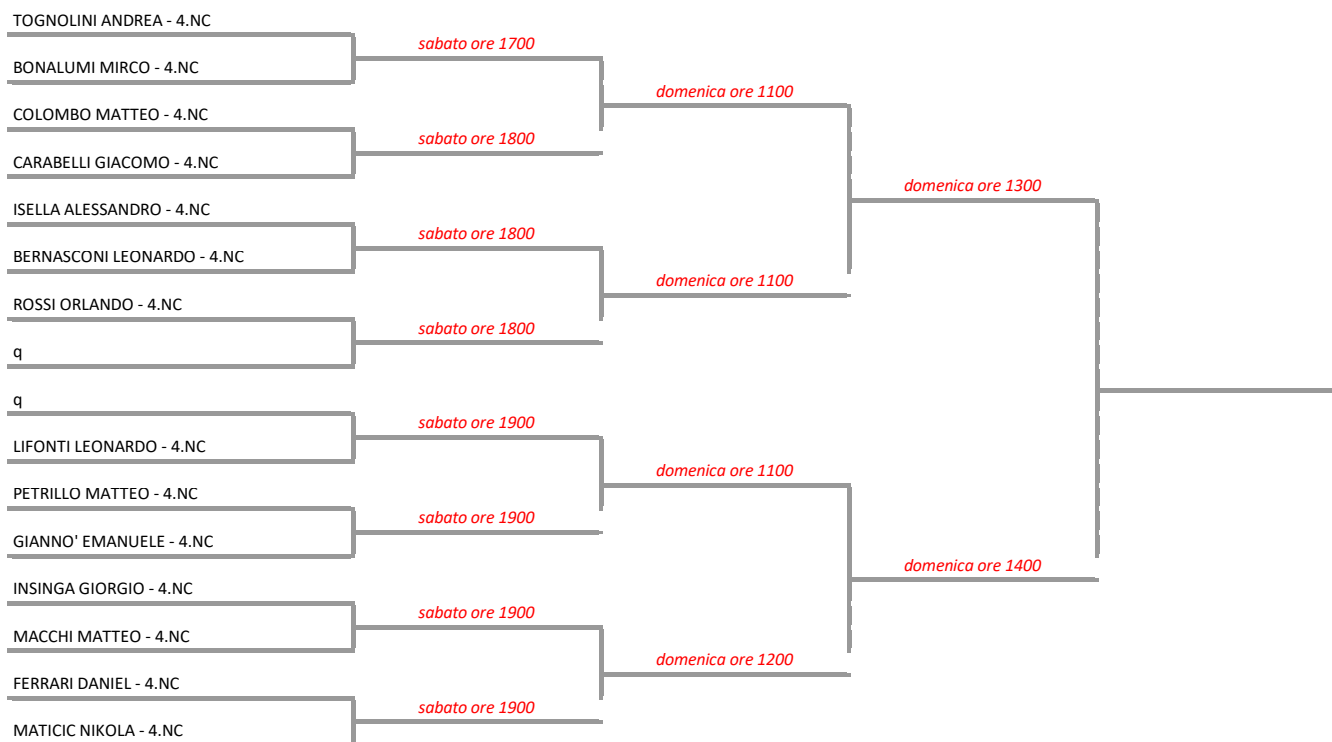 TOGNOLINI ANDREA - 4.NC
sabato ore 1700
BONALUMI MIRCO - 4.NC
domenica ore 1100
COLOMBO MATTEO - 4.NC
sabato ore 1800
CARABELLI GIACOMO - 4.NC
domenica ore 1300
ISELLA ALESSANDRO - 4.NC
sabato ore 1800
BERNASCONI LEONARDO - 4.NC
domenica ore 1100
ROSSI ORLANDO - 4.NC
sabato ore 1800
q
q
sabato ore 1900
LIFONTI LEONARDO - 4.NC
domenica ore 1100
PETRILLO MATTEO - 4.NC
sabato ore 1900
GIANNO' EMANUELE - 4.NC
domenica ore 1400
INSINGA GIORGIO - 4.NC
sabato ore 1900
MACCHI MATTEO - 4.NC
domenica ore 1200
FERRARI DANIEL - 4.NC
sabato ore 1900
MATICIC NIKOLA - 4.NC